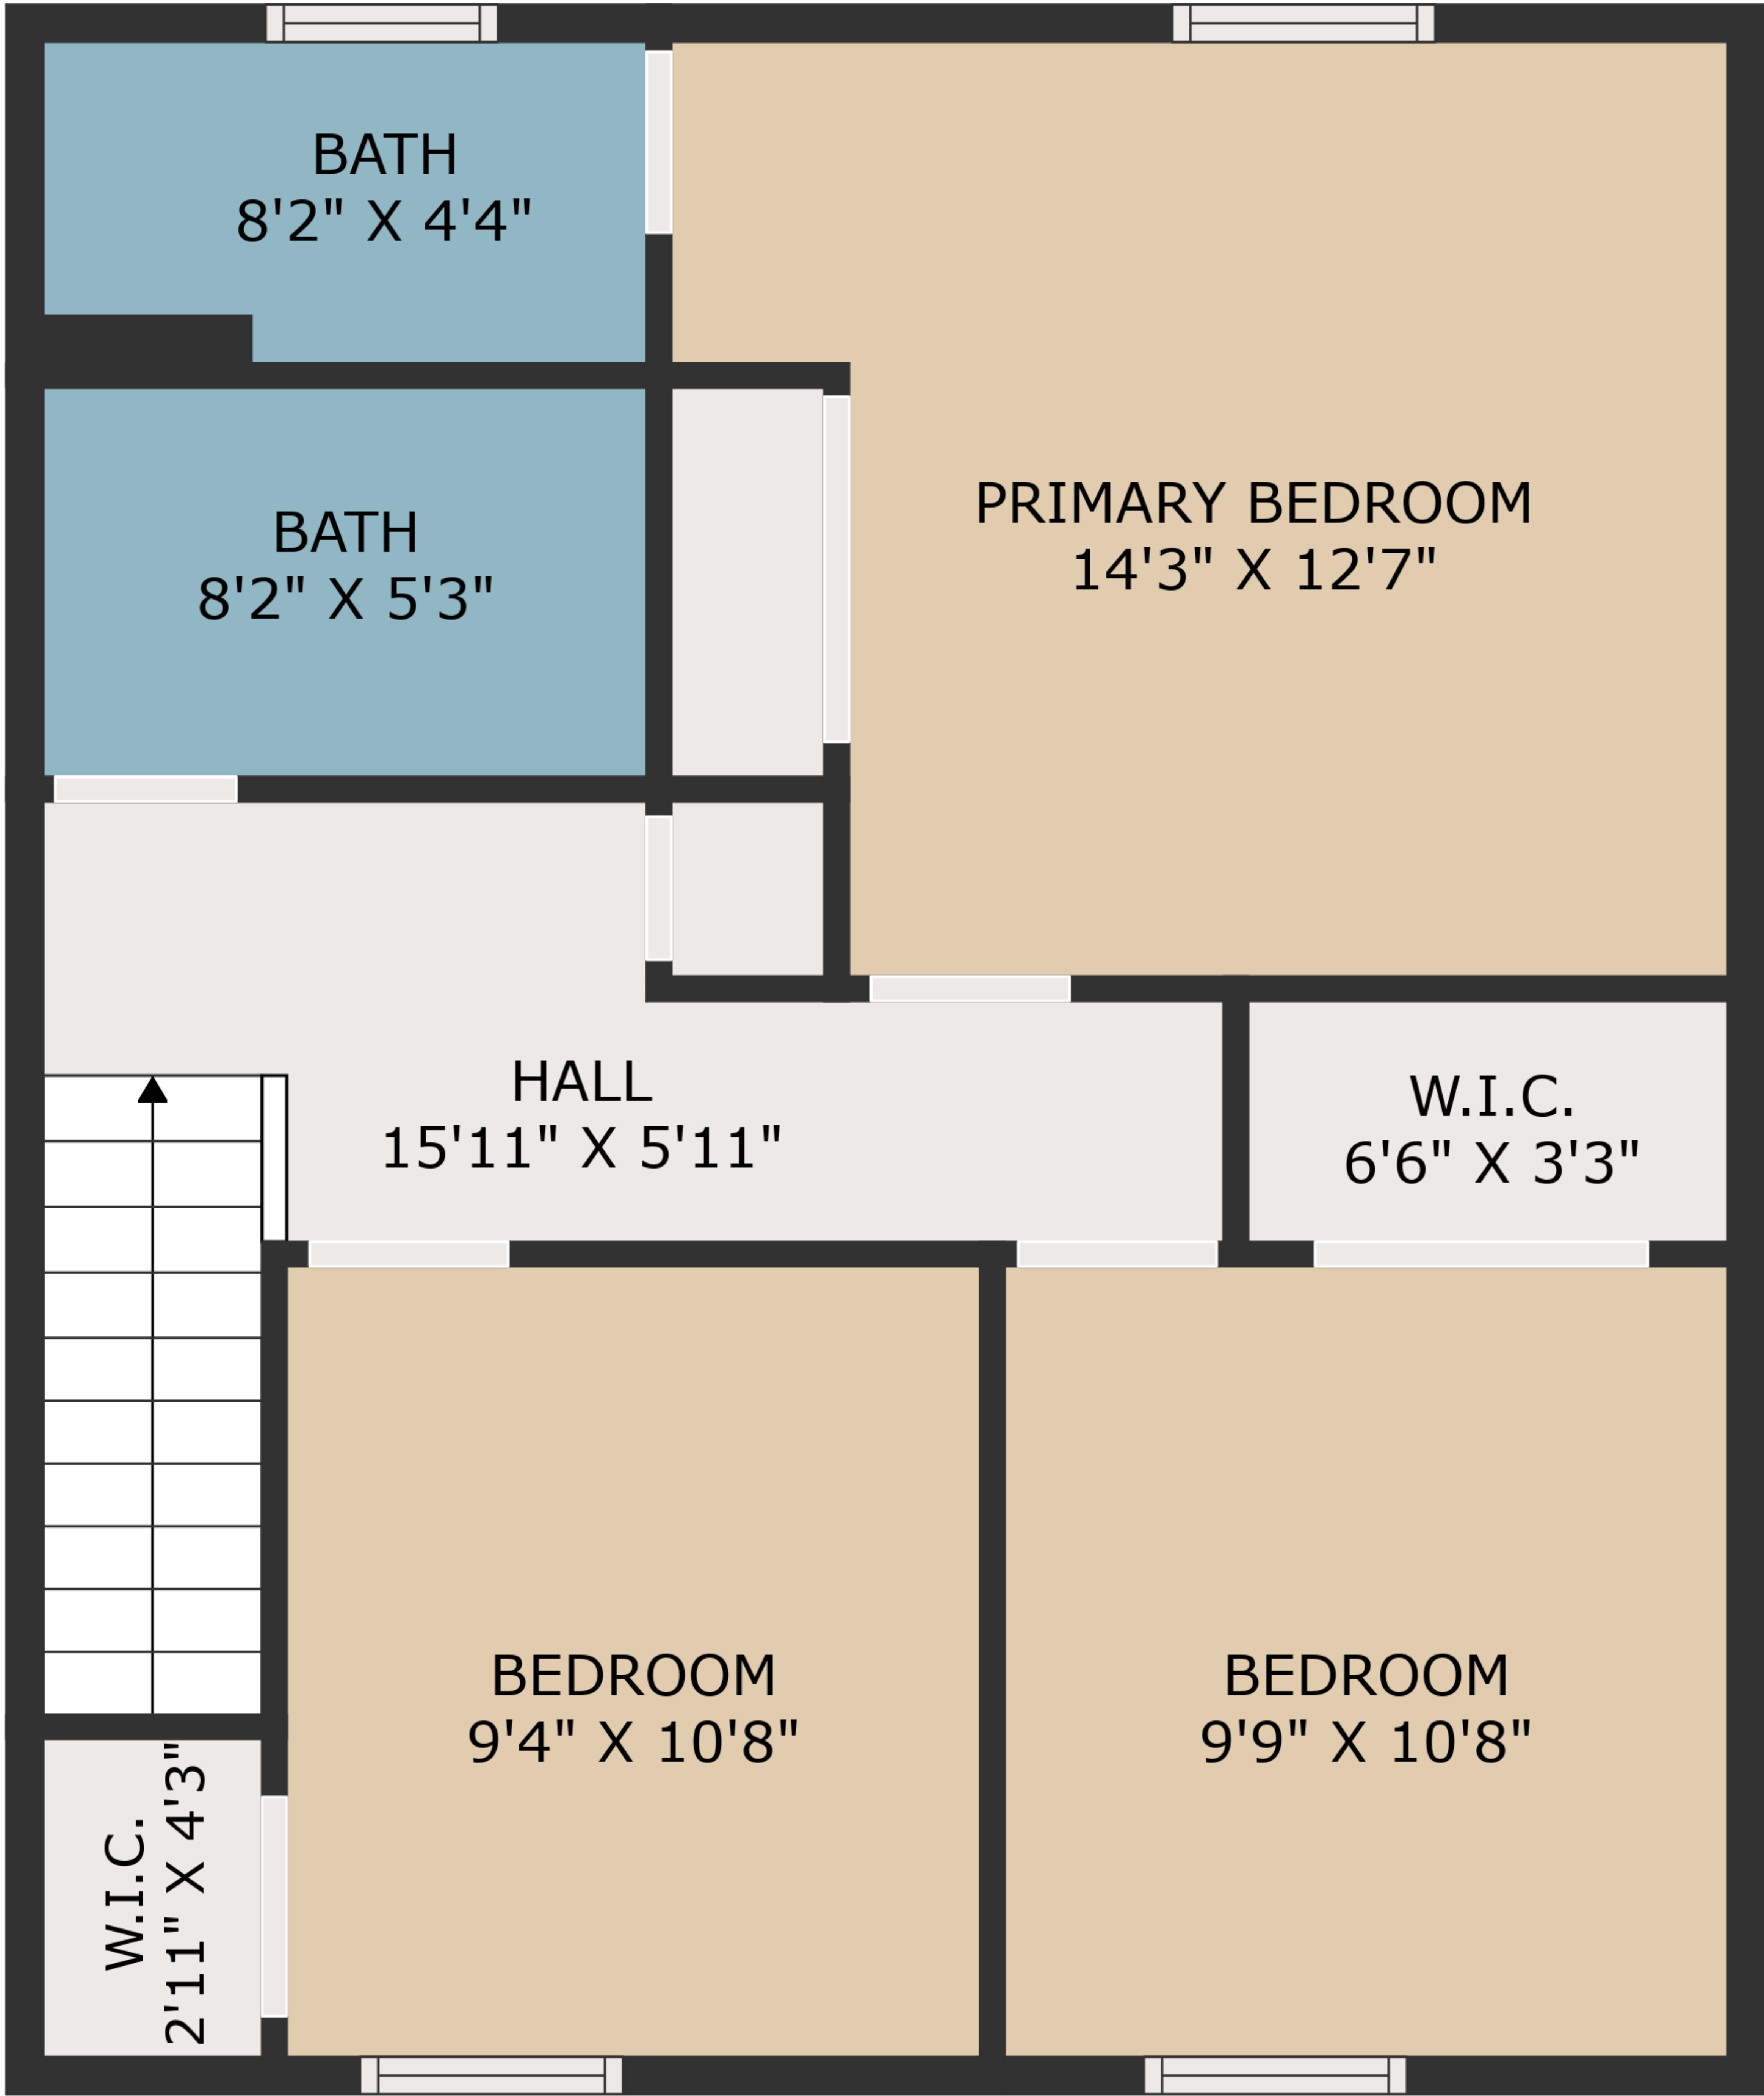 BATH
8'2" X 4'4"
BATH
8'2" X 5'3"
PRIMARY BEDROOM
14'3" X 12'7"
HALL
15'11" X 5'11"
W.I.C.
6'6" X 3'3"
BEDROOM
9'4" X 10'8"
BEDROOM
9'9" X 10'8"
W.I.C.
2'11" X 4'3"